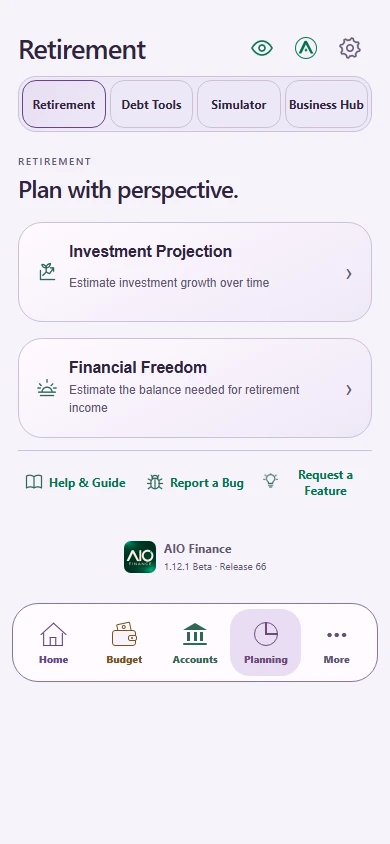 Retirement
Retirement
Debt Tools
Simulator
Business Hub
RETIREMENT
Plan with perspective.
Investment Projection
Estimate investment growth over time
Financial Freedom
Estimate the balance needed for retirement
income
Help & Guide
Report a Bug
Request a
Feature
AIO
FINANCE
AIO Finance
1.12.1 Beta · Release 66
Home
Budget
Accounts
Planning
More